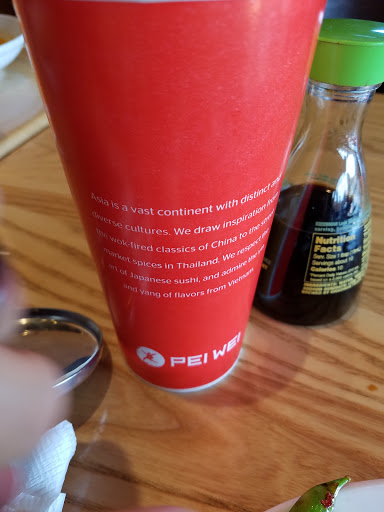 Asia is a vast continent with distinct and
diverse cultures. We draw inspiration from
the wok-fired classics of China to the
market spices in Thailand. We respect the
art of Japanese sushi, and admire the
and yang of flavors from Vietnam.
PEI WEI
Nutrition
Facts
Calories 10